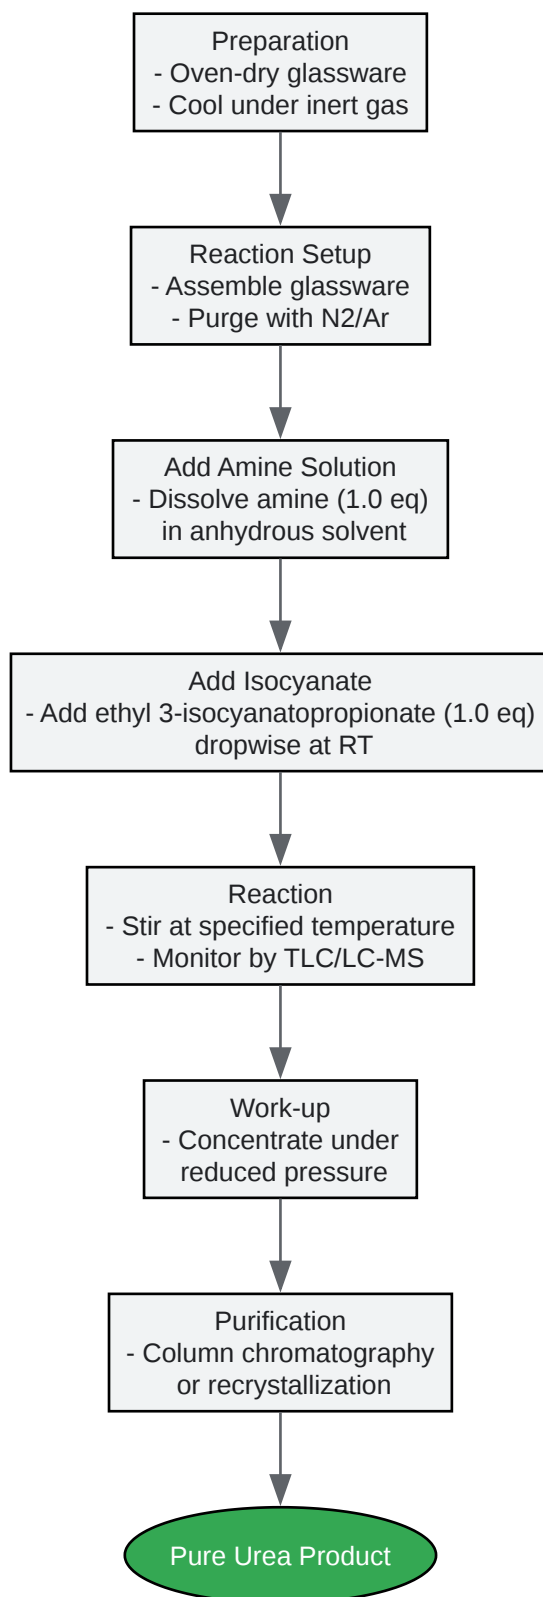 Preparation
- Oven-dry glassware
- Cool under inert gas
Reaction Setup
- Assemble glassware
- Purge with N2/Ar
Add Amine Solution
- Dissolve amine (1.0 eq)
in anhydrous solvent
Add Isocyanate
- Add ethyl 3-isocyanatopropionate (1.0 eq)
dropwise at RT
Reaction
- Stir at specified temperature
- Monitor by TLC/LC-MS
Work-up
- Concentrate under
reduced pressure
Purification
- Column chromatography
or recrystallization
Pure Urea Product